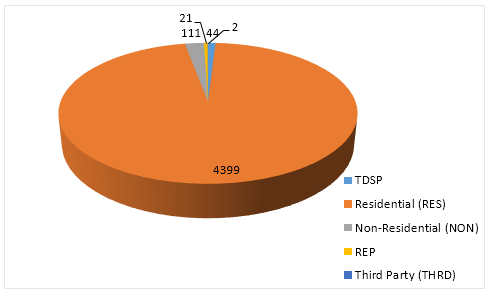 21
111 44 2
4399
TDSP
Residential (RES)
Non-Residential (NON)
REP
Third Party (THRD)